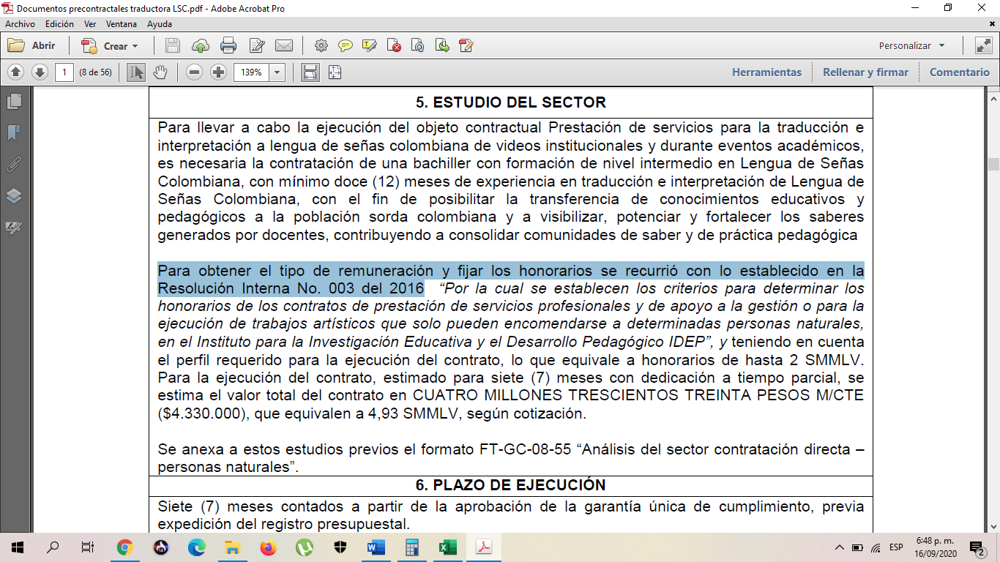 Documentos precontractales traductora LSC.pdf - Adobe Acrobat Pro
Archivo Edición Ver Ventana Ayuda
Abrir Crear Personalizar
1 (8 de 56) 139% Herramientas Rellenar y firmar Comentario
5. ESTUDIO DEL SECTOR
Para llevar a cabo la ejecución del objeto contractual Prestación de servicios para la traducción e
interpretación a lengua de señas colombiana de videos institucionales y durante eventos académicos,
es necesaria la contratación de una bachiller con formación de nivel intermedio en Lengua de Señas
Colombiana, con mínimo doce (12) meses de experiencia en traducción e interpretación de Lengua de
Señas Colombiana, con el fin de posibilitar la transferencia de conocimientos educativos y
pedagógicos a la población sorda colombiana y a visibilizar, potenciar y fortalecer los saberes
generados por docentes, contribuyendo a consolidar comunidades de saber y de práctica pedagógica
Para obtener el tipo de remuneración y fijar los honorarios se recurrió con lo establecido en la
Resolución Interna No. 003 del 2016 “Por la cual se establecen los criterios para determinar los
honorarios de los contratos de prestación de servicios profesionales y de apoyo a la gestión o para la
ejecución de trabajos artísticos que solo pueden encomendarse a determinadas personas naturales,
en el Instituto para la Investigación Educativa y el Desarrollo Pedagógico IDEP”, y teniendo en cuenta
el perfil requerido para la ejecución del contrato, lo que equivale a honorarios de hasta 2 SMMLV.
Para la ejecución del contrato, estimado para siete (7) meses con dedicación a tiempo parcial, se
estima el valor total del contrato en CUATRO MILLONES TRESCIENTOS TREINTA PESOS M/CTE
($4.330.000), que equivalen a 4,93 SMMLV, según cotización.
Se anexa a estos estudios previos el formato FT-GC-08-55 “Análisis del sector contratación directa –
personas naturales”.
6. PLAZO DE EJECUCIÓN
Siete (7) meses contados a partir de la aprobación de la garantía única de cumplimiento, previa
expedición del registro presupuestal.
ESP 6:48 p. m.
16/09/2020 2